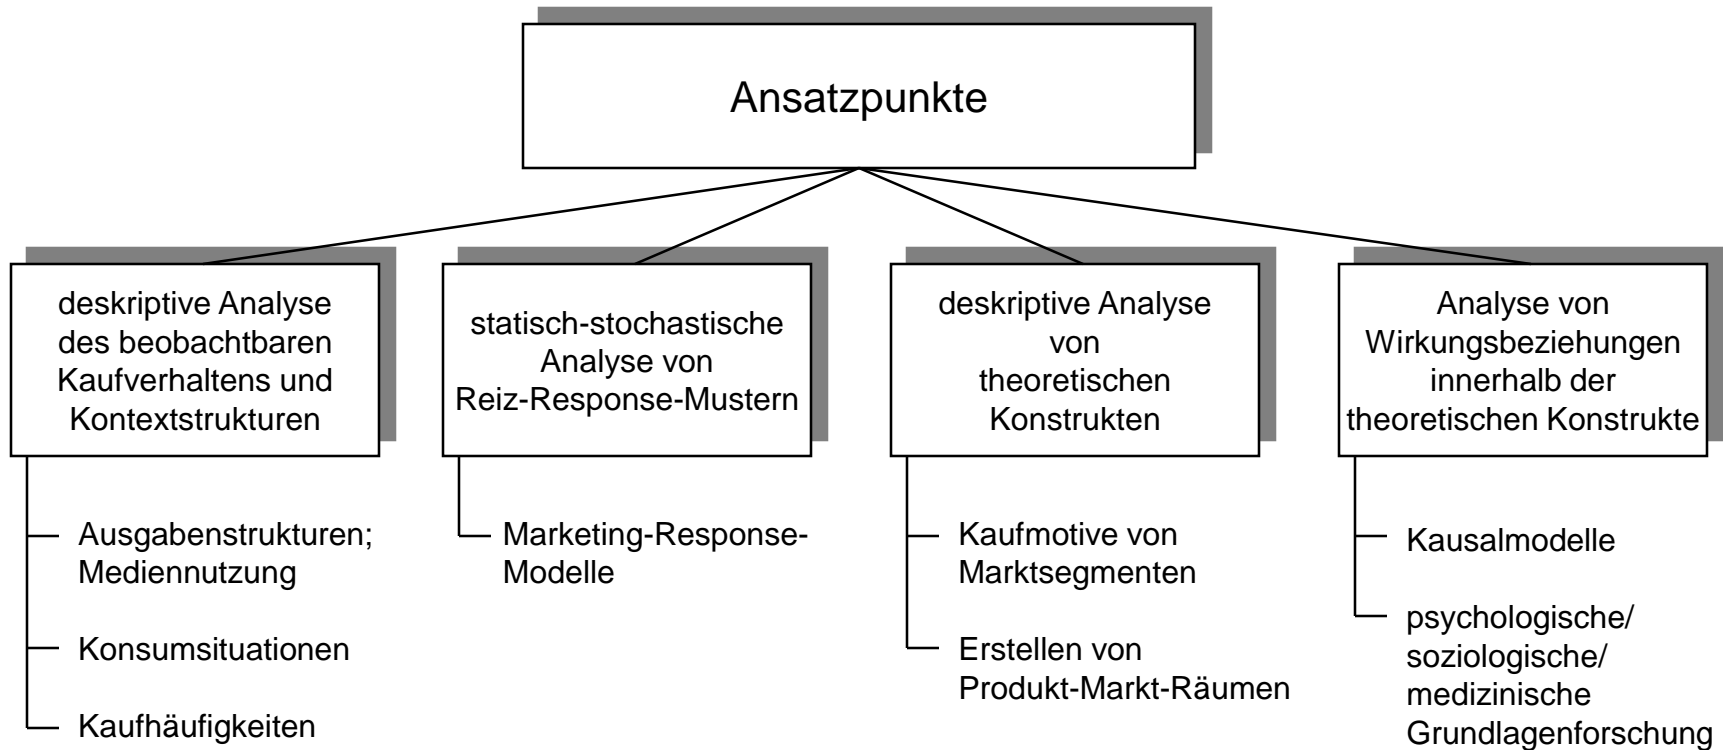 Ansatzpunkte
deskriptive Analyse
des beobachtbaren
Kaufverhaltens und
Kontextstrukturen
Ausgabenstrukturen;
Mediennutzung
Konsumsituationen
Kaufhäufigkeiten
statisch-stochastische
Analyse von
Reiz-Response-Mustern
Marketing-Response-
Modelle
deskriptive Analyse
von
theoretischen
Konstrukten
Kaufmotive von
Marktsegmenten
Erstellen von
Produkt-Markt-Räumen
Analyse von
Wirkungsbeziehungen
innerhalb der
theoretischen Konstrukte
Kausalmodelle
psychologische/
soziologische/
medizinische
Grundlagenforschung